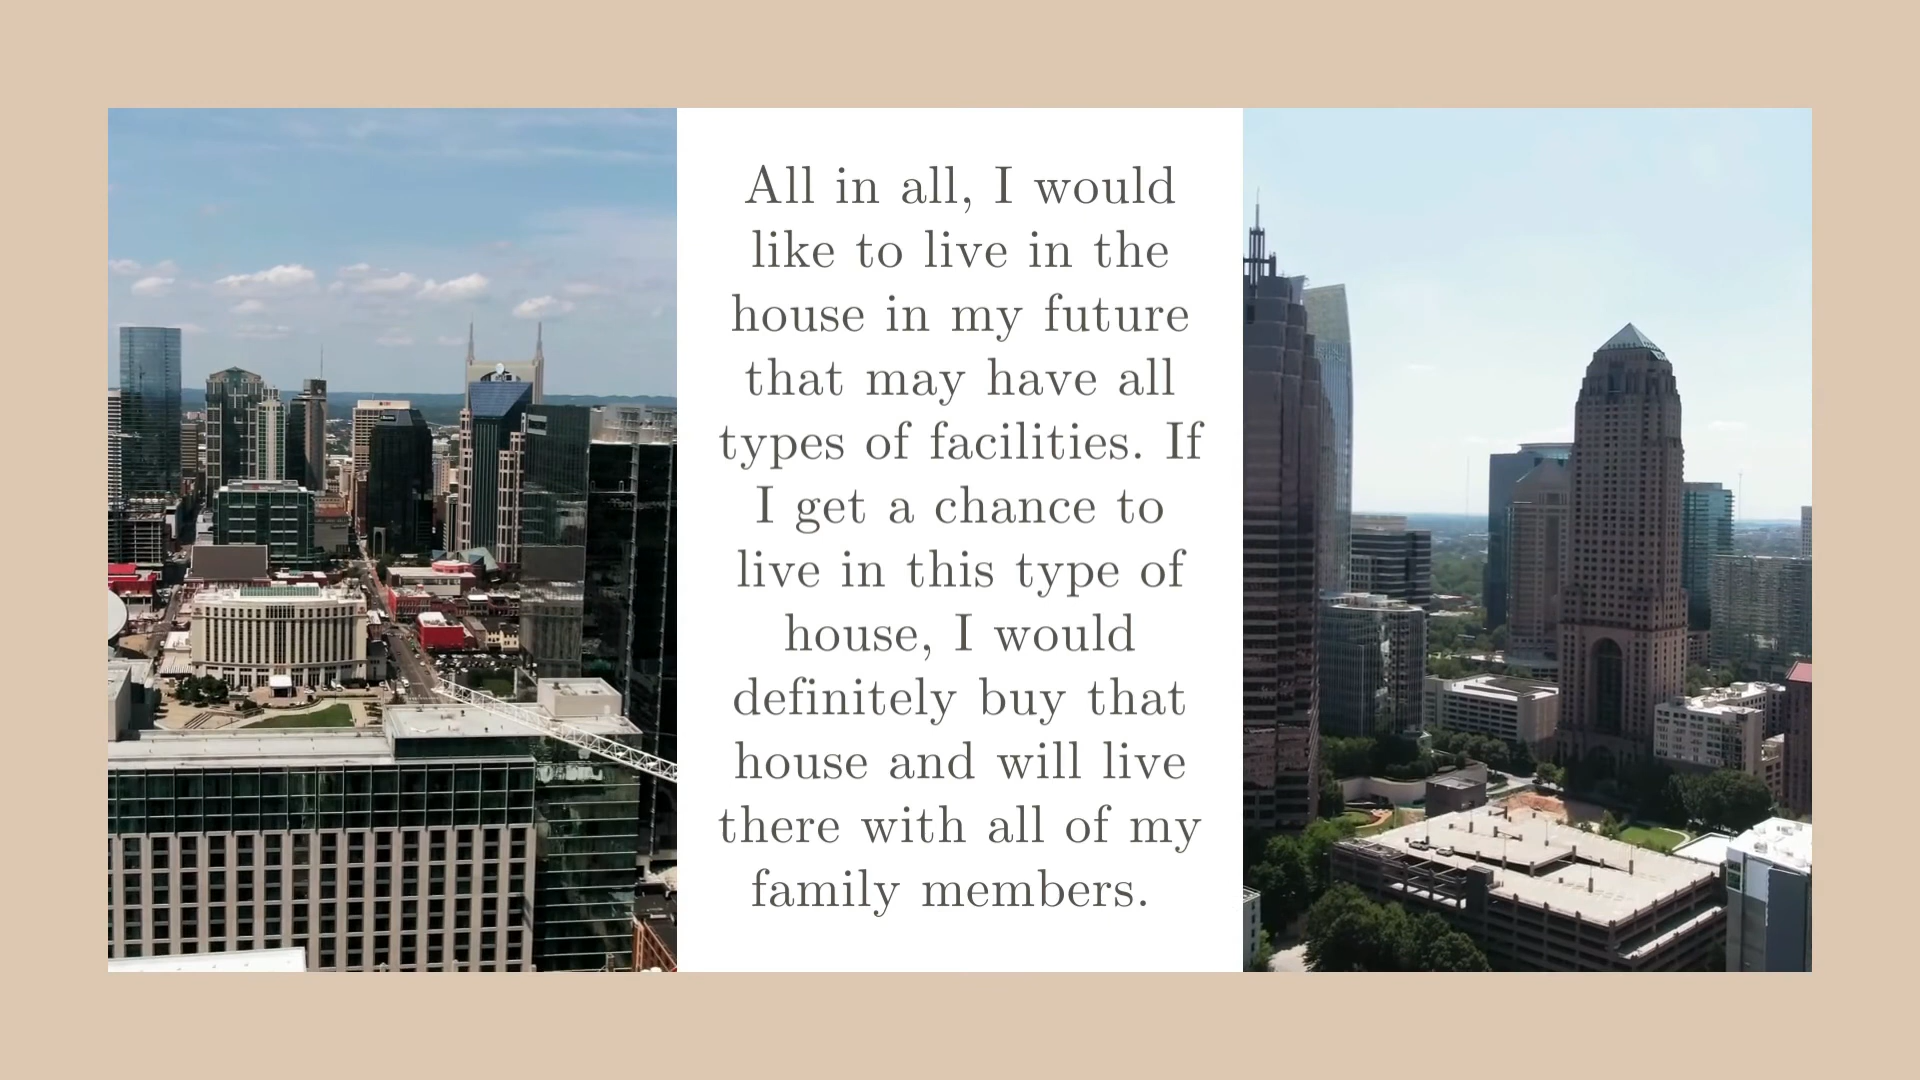 All in all, I would
like to live in the
house in my future
that may have all
types of facilities. If
I get a chance to
live in this type of
house, I would
definitely buy that
house and will live
there with all of my
family members.